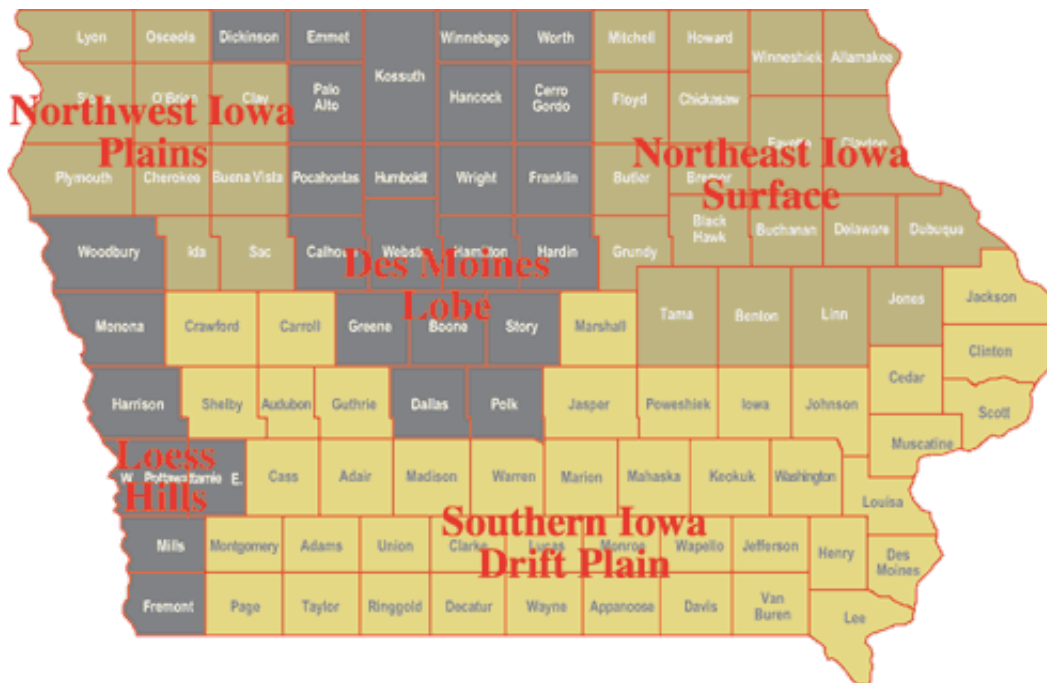 Lyon Osceola Dickinson Emmet Winnebago Worth Mitchell Howard
Winneshiek Allamakee
Kossuth
Sioux O'Brien Clay Palo Alto Hancock Cerro Gordo Floyd Chickasaw
Northwest Iowa
Plains
Fayette Clayton
Northeast Iowa
Surface
Plymouth Cherokee Buena Vista Pocahontas Humboldt Wright Franklin Butler Bremer
Black Hawk Buchanan Delaware Dubuque
Woodbury Ida Sac Calhoun Webster Hamilton Hardin Grundy
Des Moines
Lobe
Jones Jackson
Monona Crawford Carroll Greene Boone Story Marshall Tama Benton Linn
Clinton
Cedar
Harrison Shelby Audubon Guthrie Dallas Polk Jasper Poweshiek Iowa Johnson Scott
Muscatine
Loess
Hills
W. Pottawattamie E. Cass Adair Madison Warren Marion Mahaska Keokuk Washington
Louisa
Southern Iowa
Drift Plain
Mills Montgomery Adams Union Clarke Lucas Monroe Wapello Jefferson Henry Des Moines
Fremont Page Taylor Ringgold Decatur Wayne Appanoose Davis Van Buren Lee